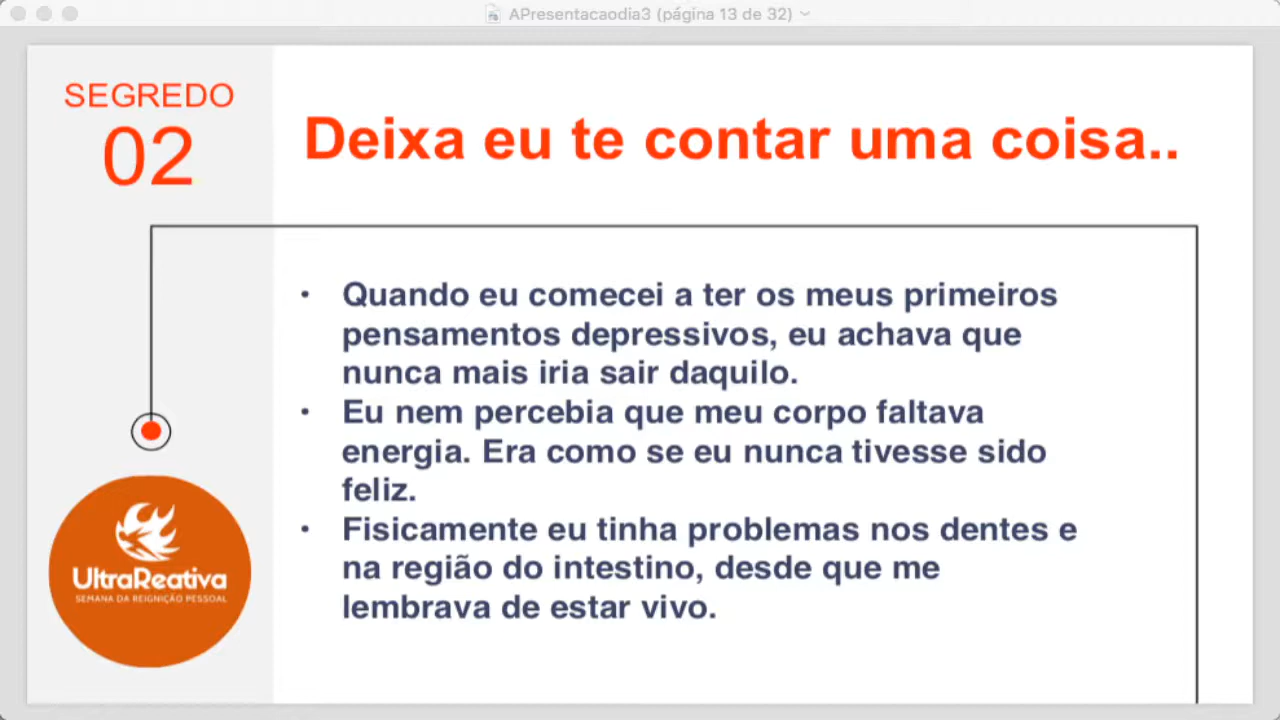 APresentacaodia3 (página 13 de 32)
SEGREDO
02
Deixa eu te contar uma coisa..
• Quando eu comecei a ter os meus primeiros
pensamentos depressivos, eu achava que
nunca mais iria sair daquilo.
• Eu nem percebia que meu corpo faltava
energia. Era como se eu nunca tivesse sido
feliz.
• Fisicamente eu tinha problemas nos dentes e
na região do intestino, desde que me
lembrava de estar vivo.
UltraReativa
SEMANA DA REIGNIÇÃO PESSOAL